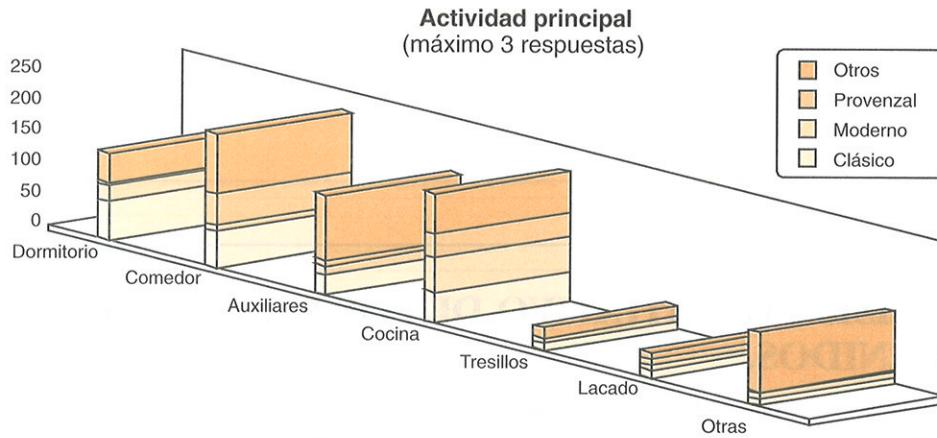 Actividad principal
(máximo 3 respuestas)
250
200
150
100
50
0
Dormitorio
Comedor
Auxiliares
Cocina
Tresillos
Lacado
Otras
Otros
Provenzal
Moderno
Clásico